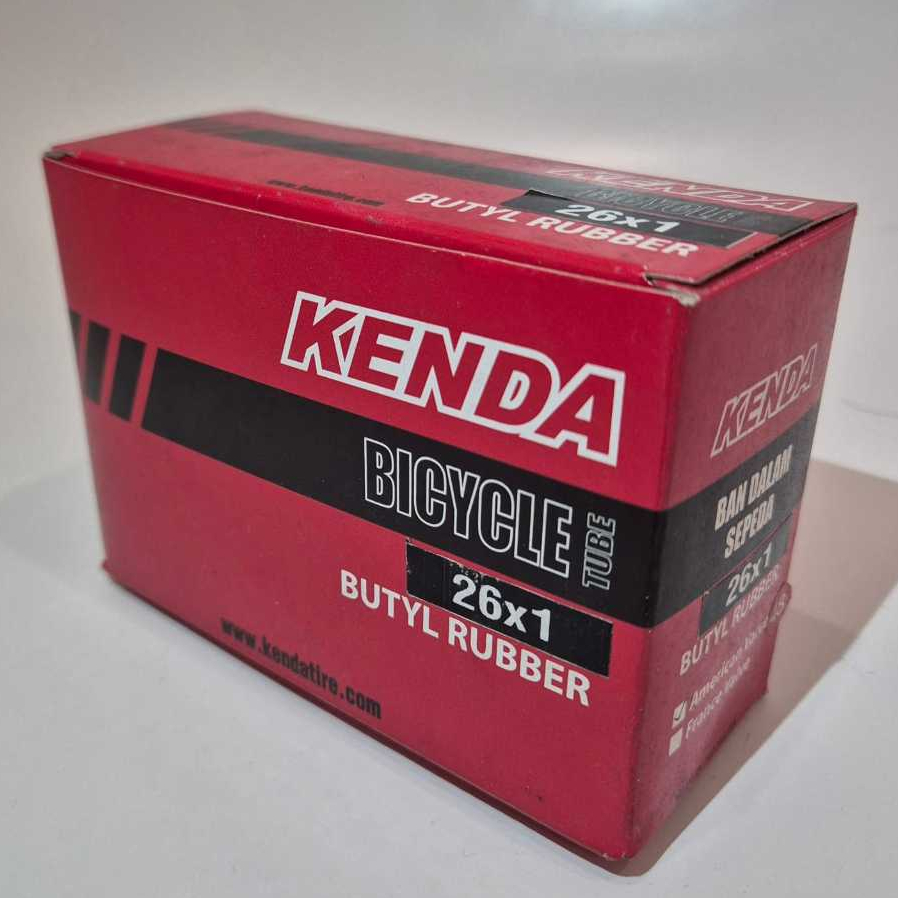 KENDA
BICYCLE
26x1
BUTYL RUBBER
www.kendatire.com
KENDA
BICYCLE TUBE
26x1
BUTYL RUBBER
www.kendatire.com
KENDA
BAN DALAM
SEPEDA
26x1
BUTYL RUBBER
American Valve
France Valve